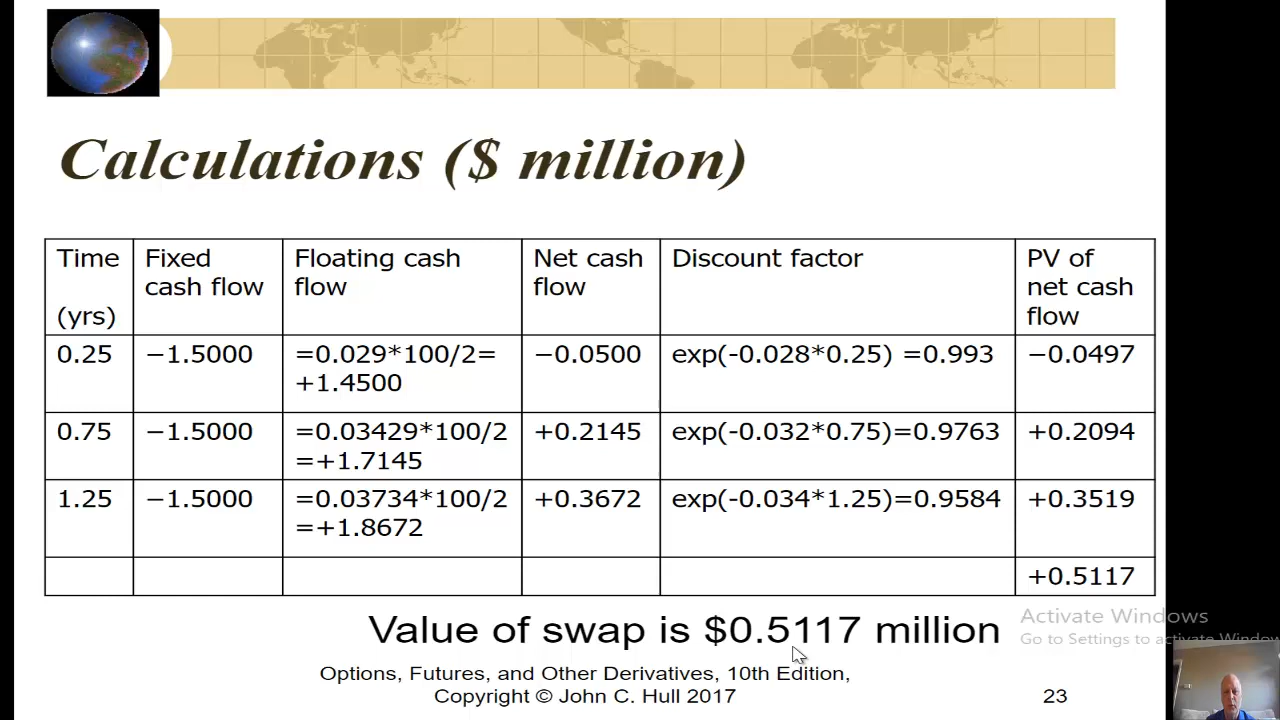 Calculations ($ million)
Time
(yrs)
Fixed
cash flow
Floating cash
flow
Net cash
flow
Discount factor
PV of
net cash
flow
0.25
−1.5000
=0.029*100/2=
+1.4500
−0.0500
exp(-0.028*0.25) =0.993
−0.0497
0.75
−1.5000
=0.03429*100/2
=+1.7145
+0.2145
exp(-0.032*0.75)=0.9763
+0.2094
1.25
−1.5000
=0.03734*100/2
=+1.8672
+0.3672
exp(-0.034*1.25)=0.9584
+0.3519
+0.5117
Value of swap is $0.5117 million
Activate Windows
Go to Settings to activate Window
Options, Futures, and Other Derivatives, 10th Edition,
Copyright © John C. Hull 2017
23